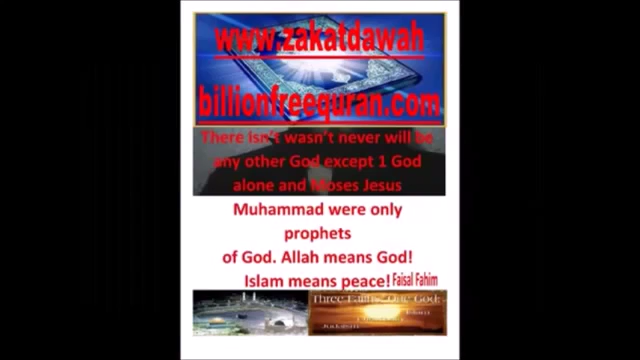 www.zakatdawah
billionfreequran.com
There isn't wasn't never will be
any other God except 1 God
alone and Moses Jesus
Muhammad were only
prophets
of God. Allah means God!
Islam means peace! Faisal Fahim
Three Faiths, One God:
Islam
Judaism